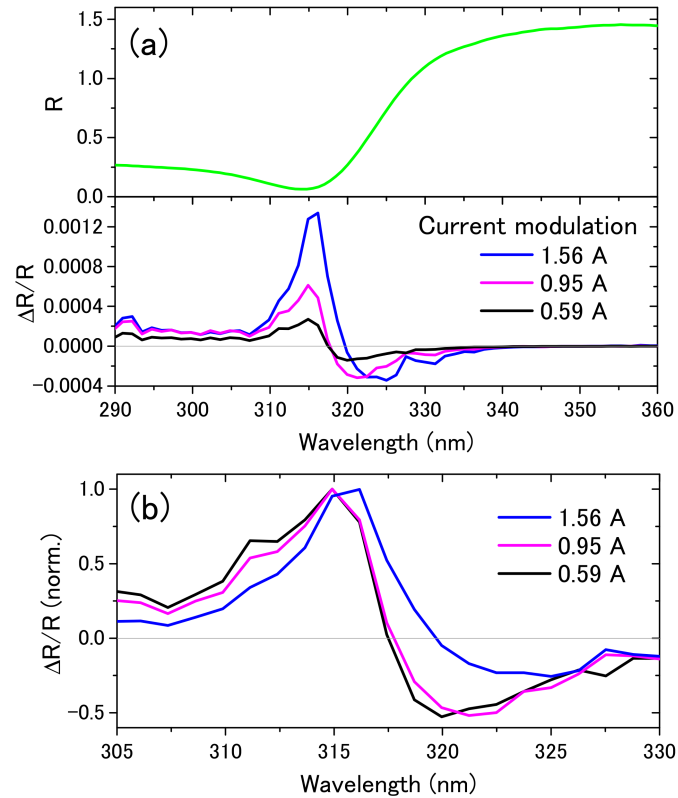 (a)
R
1.5
1.0
0.5
0.0
ΔR/R
0.0012
0.0008
0.0004
0.0000
-0.0004
Current modulation
1.56 A
0.95 A
0.59 A
290 300 310 320 330 340 350 360
Wavelength (nm)
(b)
ΔR/R (norm.)
1.0
0.5
0.0
-0.5
1.56 A
0.95 A
0.59 A
305 310 315 320 325 330
Wavelength (nm)